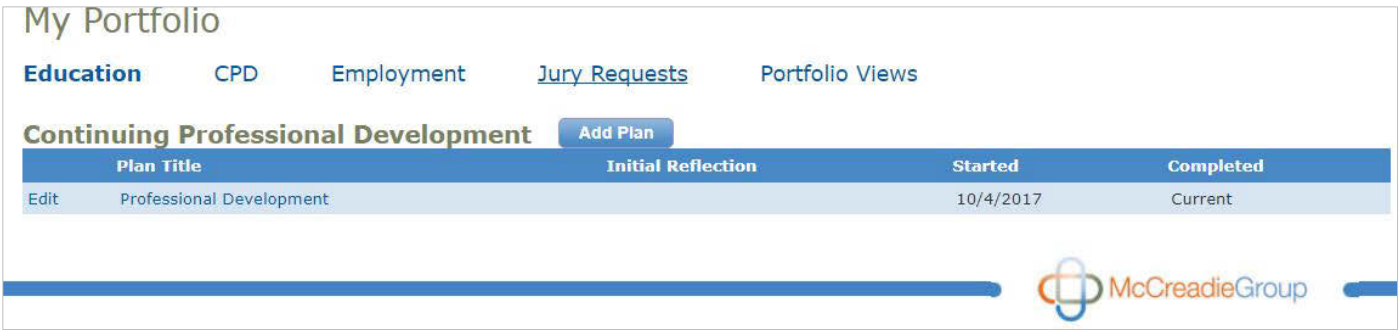 My Portfolio
Education CPD Employment Jury Requests Portfolio Views
Continuing Professional Development Add Plan
Plan Title Initial Reflection Started Completed
Edit Professional Development 10/4/2017 Current
McCreadieGroup